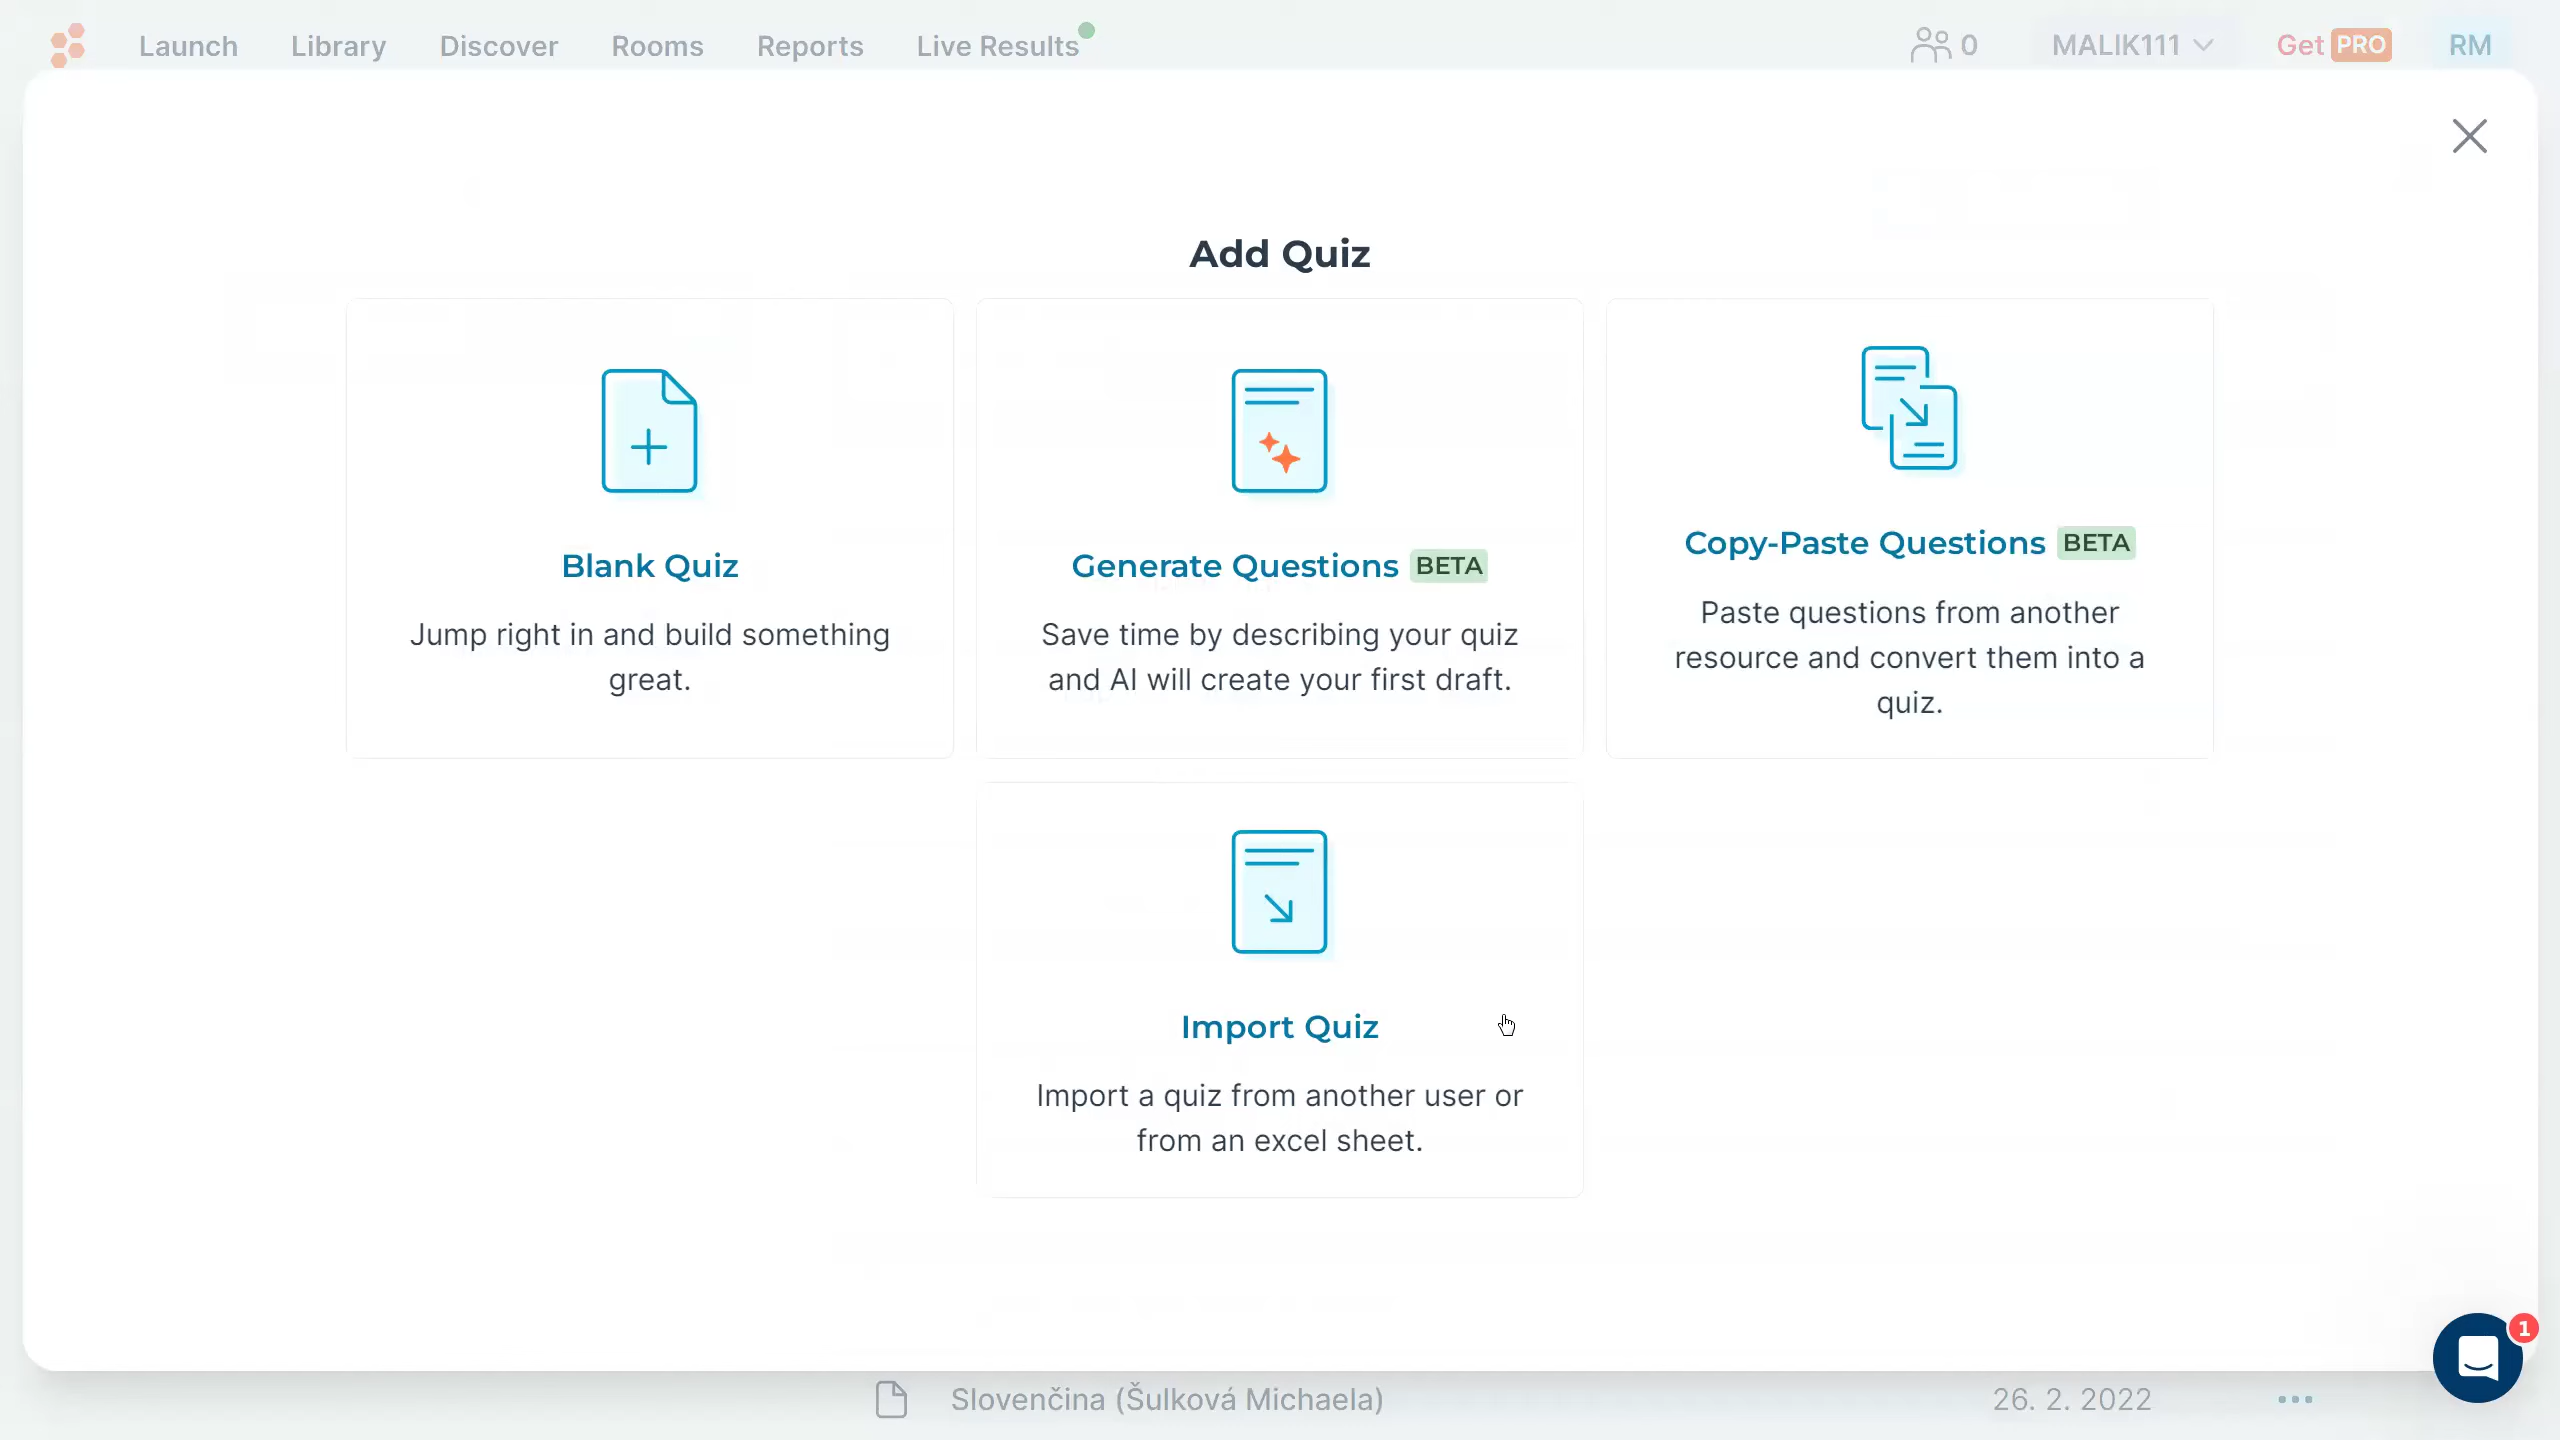 Launch Library Discover Rooms Reports Live Results 0 MALIK111 Get PRO RM
Add Quiz
Blank Quiz
Jump right in and build something
great.
Generate Questions BETA
Save time by describing your quiz
and AI will create your first draft.
Copy-Paste Questions BETA
Paste questions from another
resource and convert them into a
quiz.
Import Quiz
Import a quiz from another user or
from an excel sheet.
1
Slovenčina (Šulková Michaela) 26. 2. 2022